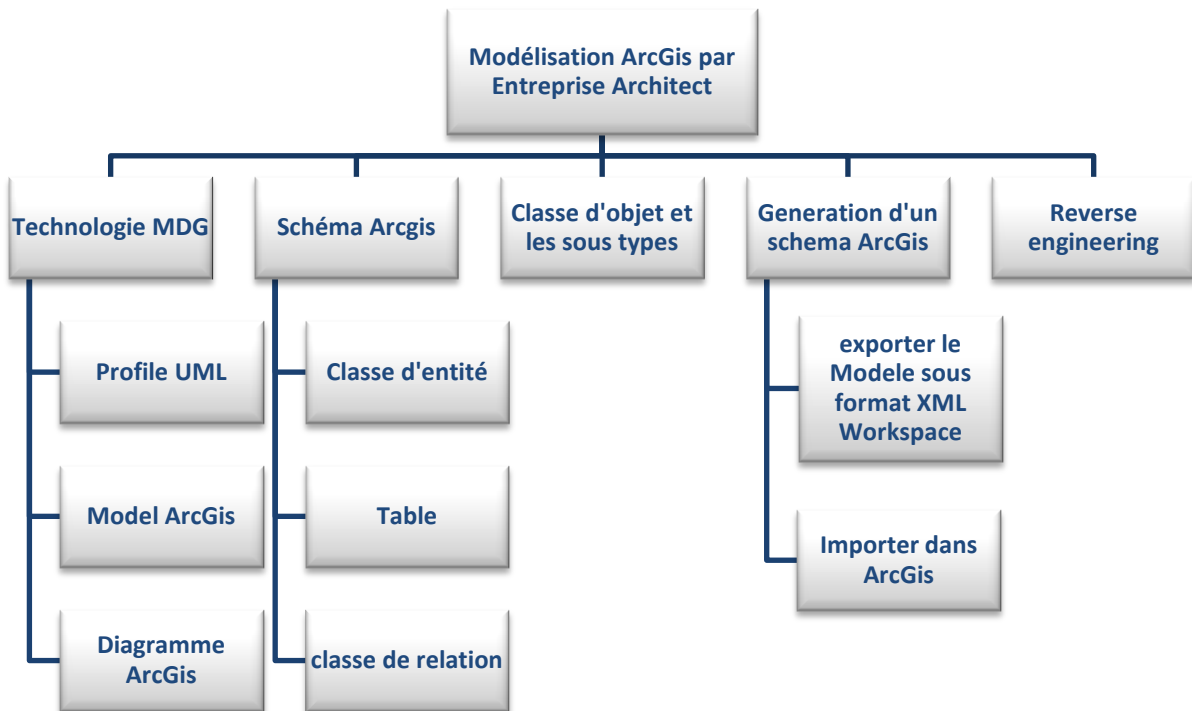 Modélisation ArcGis par
Entreprise Architect
Technologie MDG
Schéma Arcgis
Classe d'objet et
les sous types
Generation d'un
schema ArcGis
Reverse
engineering
Profile UML
Model ArcGis
Diagramme
ArcGis
Classe d'entité
Table
classe de relation
exporter le
Modele sous
format XML
Workspace
Importer dans
ArcGis